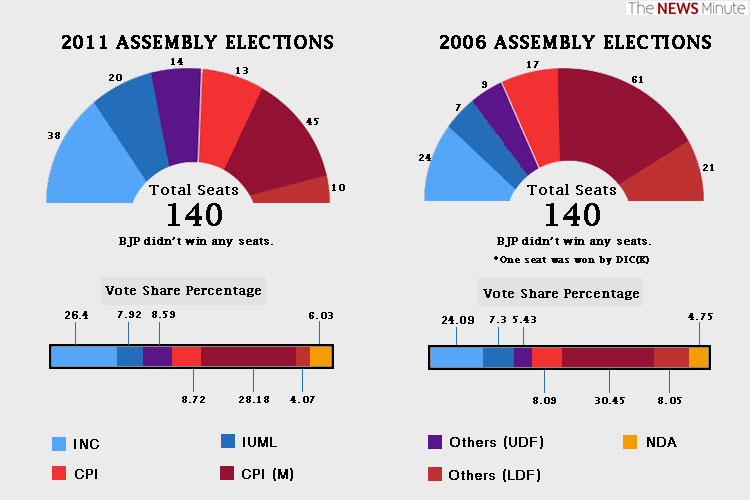 The NEWS Minute
2011 ASSEMBLY ELECTIONS
38
20
14
13
45
10
Total Seats
140
BJP didn't win any seats.
Vote Share Percentage
26.4
7.92
8.59
6.03
8.72
28.18
4.07
2006 ASSEMBLY ELECTIONS
24
7
9
17
61
21
Total Seats
140
BJP didn't win any seats.
*One seat was won by DIC(K)
Vote Share Percentage
24.09
7.3
5.43
4.75
8.09
30.45
8.05
INC
IUML
Others (UDF)
NDA
CPI
CPI (M)
Others (LDF)